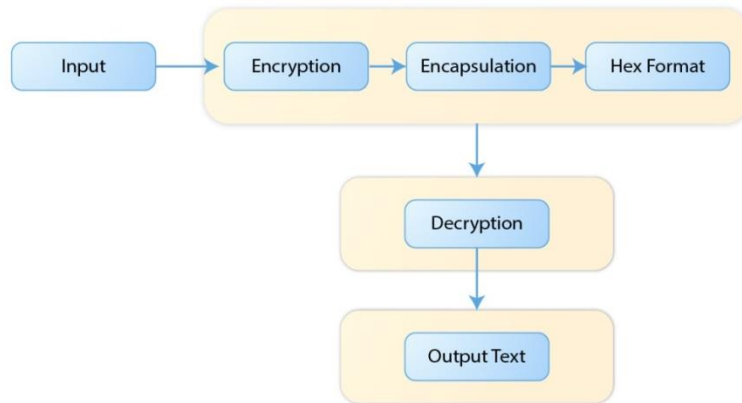 Input
Encryption
Encapsulation
Hex Format
Decryption
Output Text